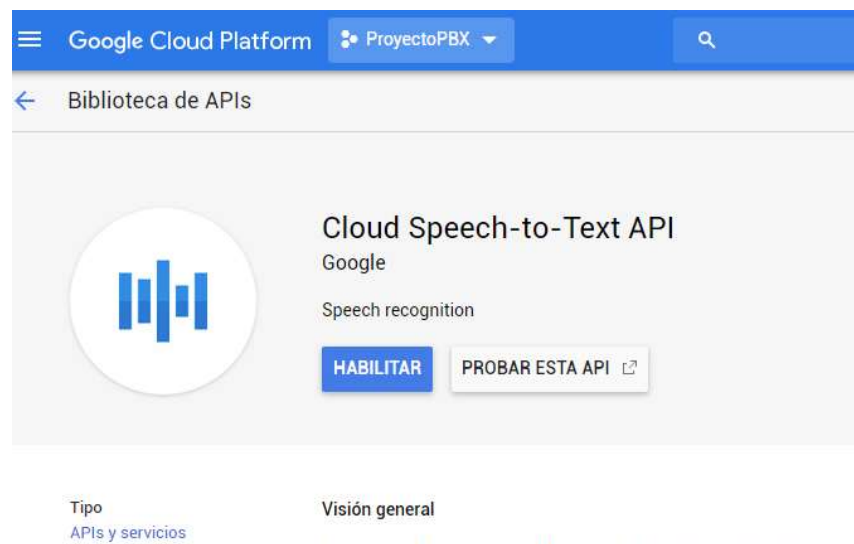 Google Cloud Platform ProyectoPBX
Biblioteca de APIs
Cloud Speech-to-Text API
Google
Speech recognition
HABILITAR PROBAR ESTA API
Tipo Visión general
APIs y servicios